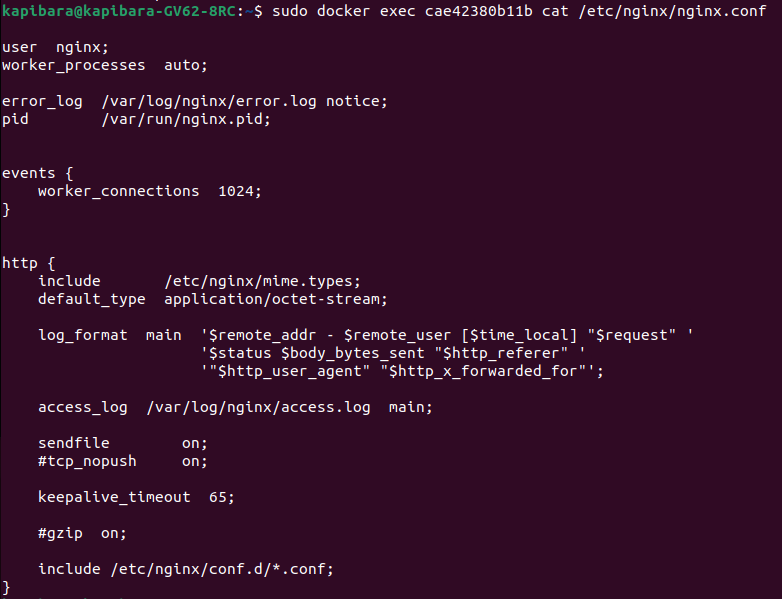 kapibara@kapibara-GV62-8RC:~$ sudo docker exec cae42380b11b cat /etc/nginx/nginx.conf
user  nginx;
worker_processes  auto;
error_log  /var/log/nginx/error.log notice;
pid        /var/run/nginx.pid;
events {
    worker_connections  1024;
}
http {
    include       /etc/nginx/mime.types;
    default_type  application/octet-stream;
    log_format  main  '$remote_addr - $remote_user [$time_local] "$request" '
                      '$status $body_bytes_sent "$http_referer" '
                      '"$http_user_agent" "$http_x_forwarded_for"';
    access_log  /var/log/nginx/access.log  main;
    sendfile        on;
    #tcp_nopush     on;
    keepalive_timeout  65;
    #gzip  on;
    include /etc/nginx/conf.d/*.conf;
}